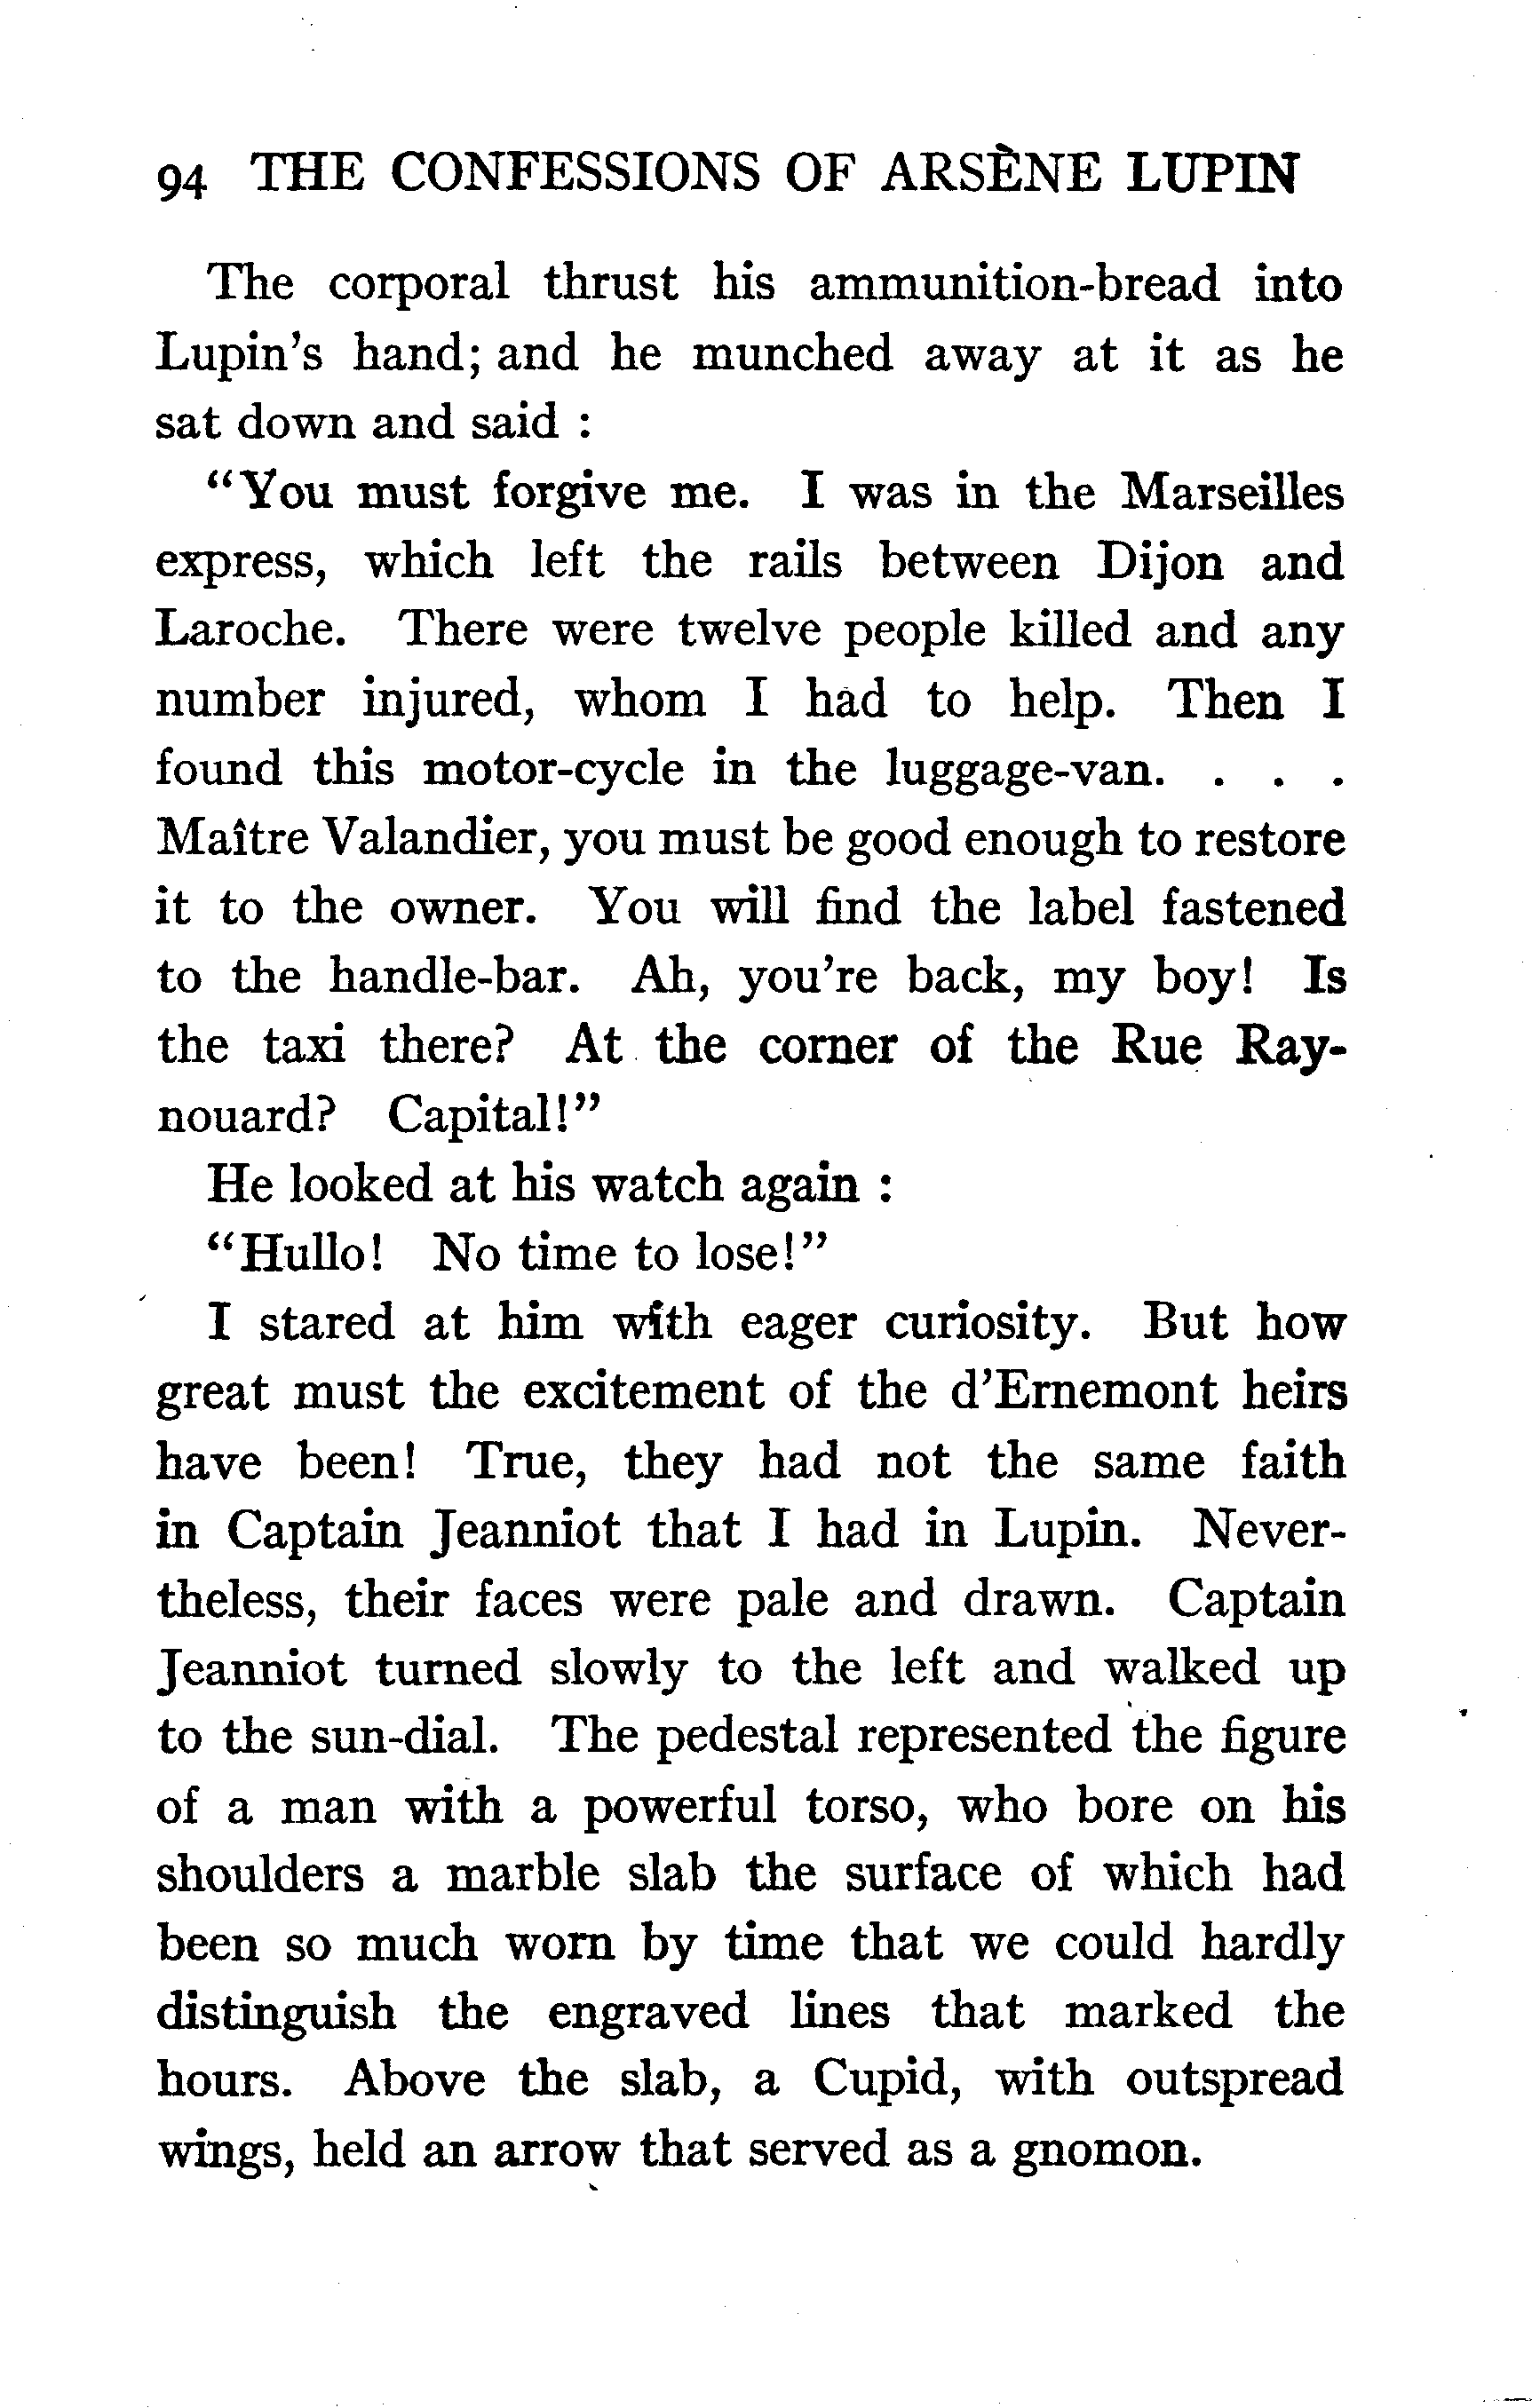 94 THE CONFESSIONS OF ARSÈNE LUPIN
The corporal thrust his ammunition-bread into
Lupin's hand; and he munched away at it as he
sat down and said :
"You must forgive me. I was in the Marseilles
express, which left the rails between Dijon and
Laroche. There were twelve people killed and any
number injured, whom I had to help. Then I
found this motor-cycle in the luggage-van. . . .
Maître Valandier, you must be good enough to restore
it to the owner. You will find the label fastened
to the handle-bar. Ah, you're back, my boy! Is
the taxi there? At the corner of the Rue Ray-
nouard? Capital!"
He looked at his watch again :
"Hullo! No time to lose!"
I stared at him with eager curiosity. But how
great must the excitement of the d'Ernemont heirs
have been! True, they had not the same faith
in Captain Jeanniot that I had in Lupin. Never-
theless, their faces were pale and drawn. Captain
Jeanniot turned slowly to the left and walked up
to the sun-dial. The pedestal represented the figure
of a man with a powerful torso, who bore on his
shoulders a marble slab the surface of which had
been so much worn by time that we could hardly
distinguish the engraved lines that marked the
hours. Above the slab, a Cupid, with outspread
wings, held an arrow that served as a gnomon.